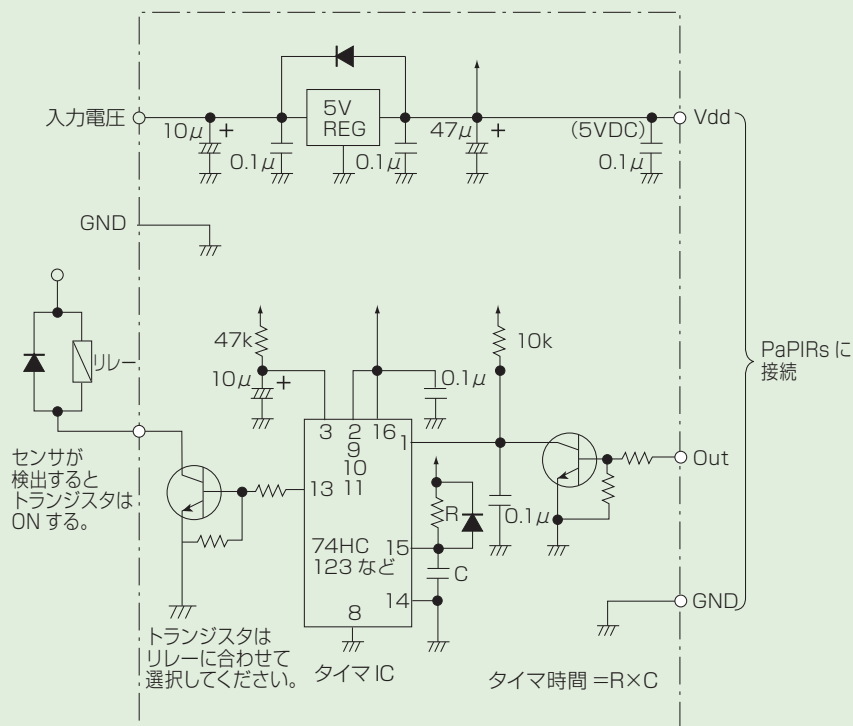 入力電圧
10μ +
0.1μ
5V
REG
0.1μ
47μ +
(5VDC)
0.1μ
Vdd
GND
リレー
47k
10μ +
0.1μ
10k
PaPIRsに
接続
3 2 16 1
9
10
11
13
Out
センサが
検出すると
トランジスタは
ONする。
R
0.1μ
74HC
123など
15
C
14
8
GND
トランジスタは
リレーに合わせて
選択してください。
タイマIC
タイマ時間=R×C